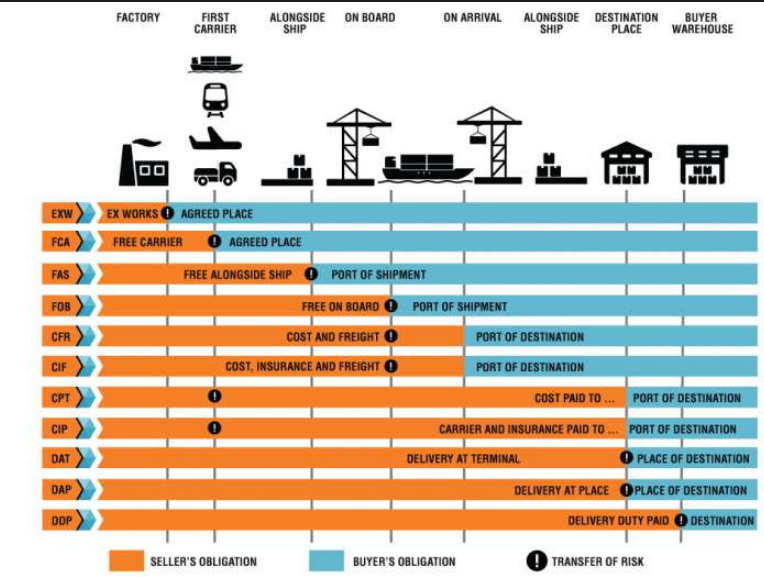 FACTORY
FIRST
CARRIER
ALONGSIDE
SHIP
ON BOARD
ON ARRIVAL
ALONGSIDE
SHIP
DESTINATION
PLACE
BUYER
WAREHOUSE
EXW EX WORKS ! AGREED PLACE
FCA FREE CARRIER ! AGREED PLACE
FAS FREE ALONGSIDE SHIP ! PORT OF SHIPMENT
FOB FREE ON BOARD ! PORT OF SHIPMENT
CFR COST AND FREIGHT ! PORT OF DESTINATION
CIF COST, INSURANCE AND FREIGHT ! PORT OF DESTINATION
CPT ! COST PAID TO ... PORT OF DESTINATION
CIP ! CARRIER AND INSURANCE PAID TO ... PORT OF DESTINATION
DAT DELIVERY AT TERMINAL ! PLACE OF DESTINATION
DAP DELIVERY AT PLACE ! PLACE OF DESTINATION
DDP DELIVERY DUTY PAID ! DESTINATION
SELLER'S OBLIGATION BUYER'S OBLIGATION ! TRANSFER OF RISK